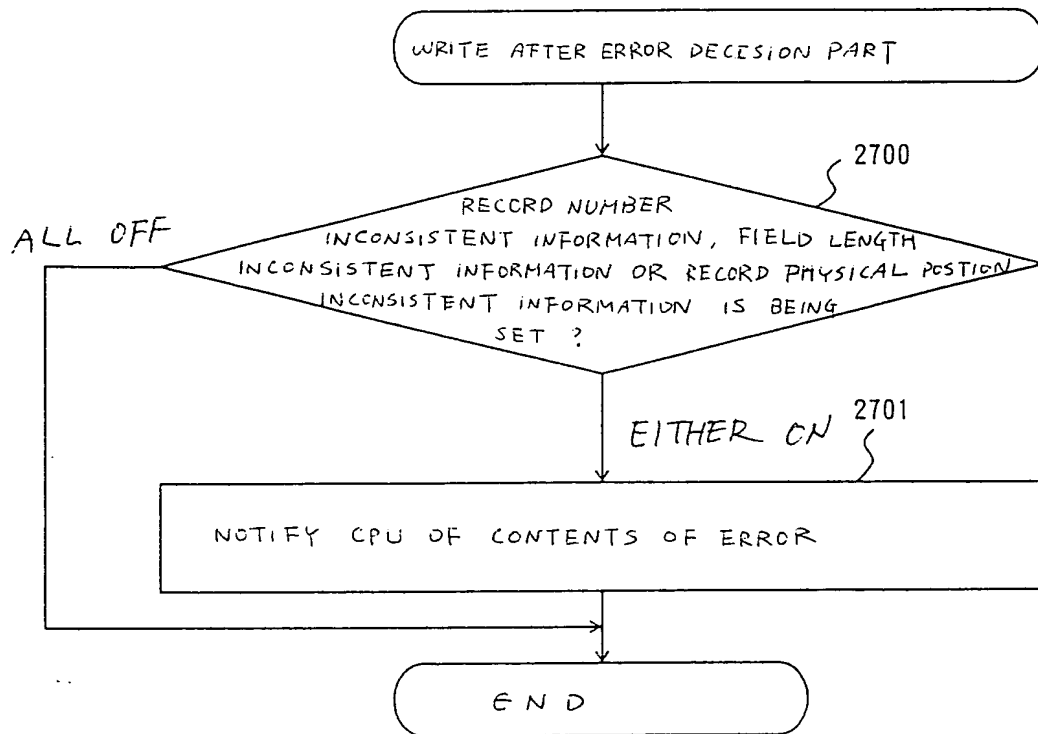 WRITE AFTER ERROR DECISION PART
2700
ALL OFF
RECORD NUMBER
INCONSISTENT INFORMATION, FIELD LENGTH
INCONSISTENT INFORMATION OR RECORD PHYSICAL POSTION
INCONSISTENT INFORMATION IS BEING
SET ?
EITHER ON
2701
NOTIFY CPU OF CONTENTS OF ERROR
END